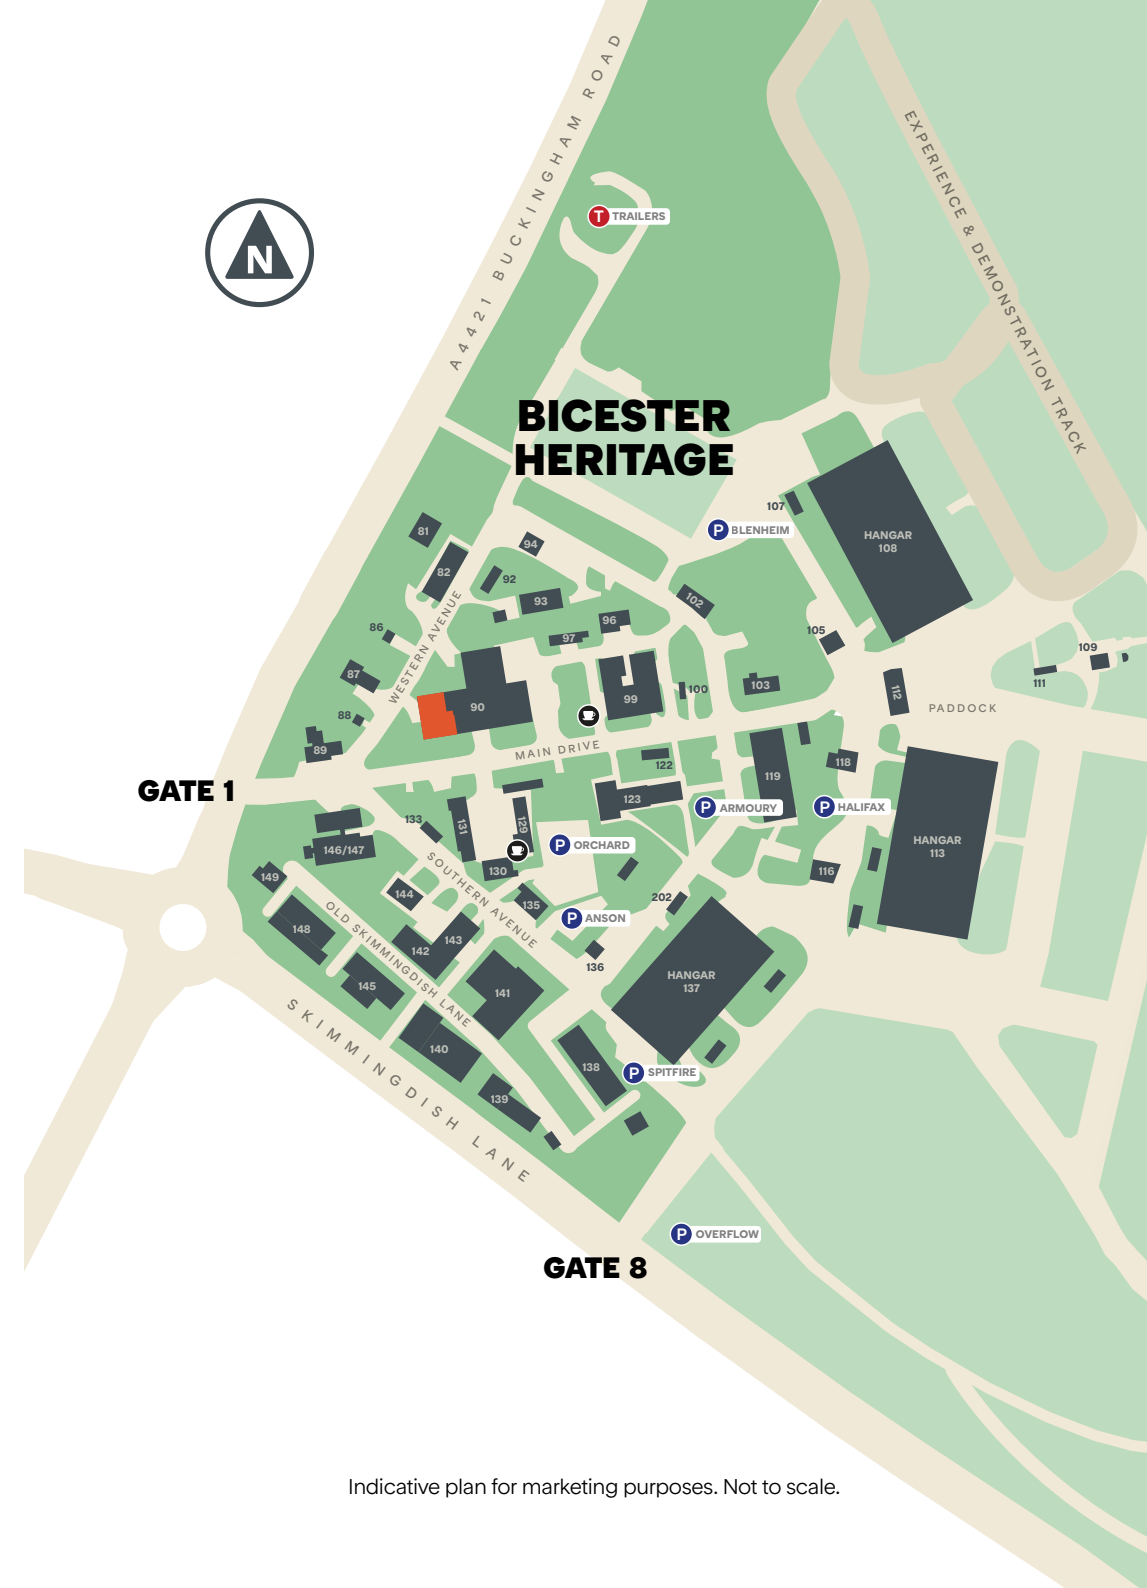 A4421 BUCKINGHAM ROAD
EXPERIENCE & DEMONSTRATION TRACK
T TRAILERS
N
BICESTER
HERITAGE
107
P BLENHEIM
HANGAR
108
81
94
82
92
93
102
96
86
97
105
109
WESTERN AVENUE
87
111
103
100
99
112
90
PADDOCK
88
89
MAIN DRIVE
122
118
119
GATE 1
123
P ARMOURY
P HALIFAX
133
131
129
P ORCHARD
HANGAR
113
146/147
SOUTHERN AVENUE
130
116
149
144
202
135
P ANSON
OLD SKIMMINGDISH LANE
148
143
142
136
HANGAR
137
145
141
SKIMMINGDISH LANE
140
138
P SPITFIRE
139
P OVERFLOW
GATE 8
Indicative plan for marketing purposes. Not to scale.